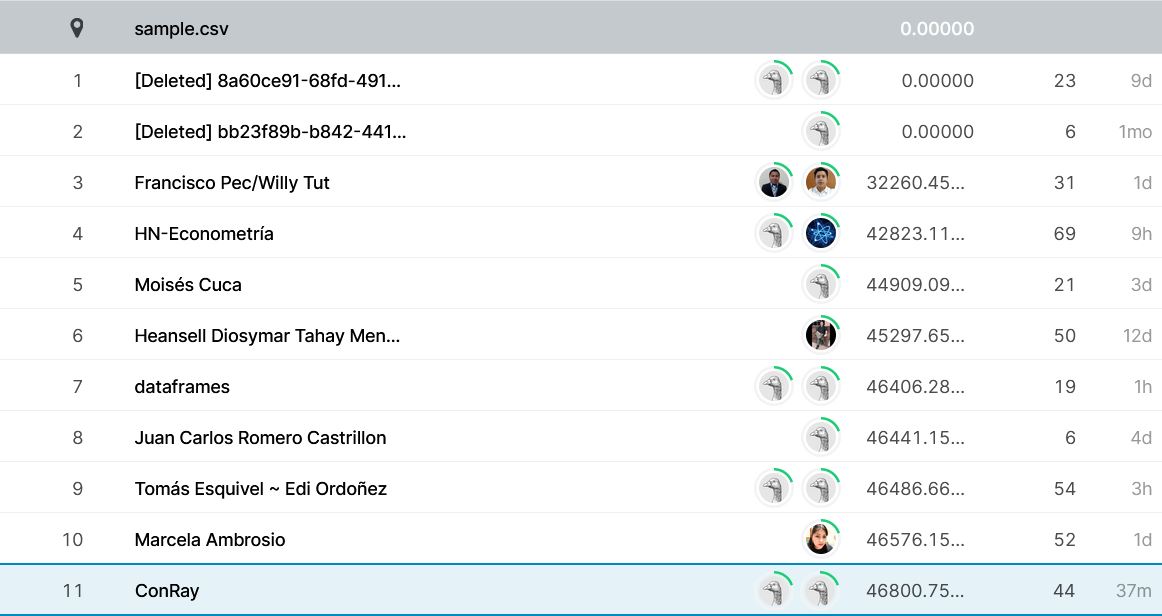 sample.csv 0.00000
1 [Deleted] 8a60ce91-68fd-491... 0.00000 23 9d
2 [Deleted] bb23f89b-b842-441... 0.00000 6 1mo
3 Francisco Pec/Willy Tut 32260.45... 31 1d
4 HN-Econometría 42823.11... 69 9h
5 Moisés Cuca 44909.09... 21 3d
6 Heansell Diosymar Tahay Men... 45297.65... 50 12d
7 dataframes 46406.28... 19 1h
8 Juan Carlos Romero Castrillon 46441.15... 6 4d
9 Tomás Esquivel ~ Edi Ordoñez 46486.66... 54 3h
10 Marcela Ambrosio 46576.15... 52 1d
11 ConRay 46800.75... 44 37m